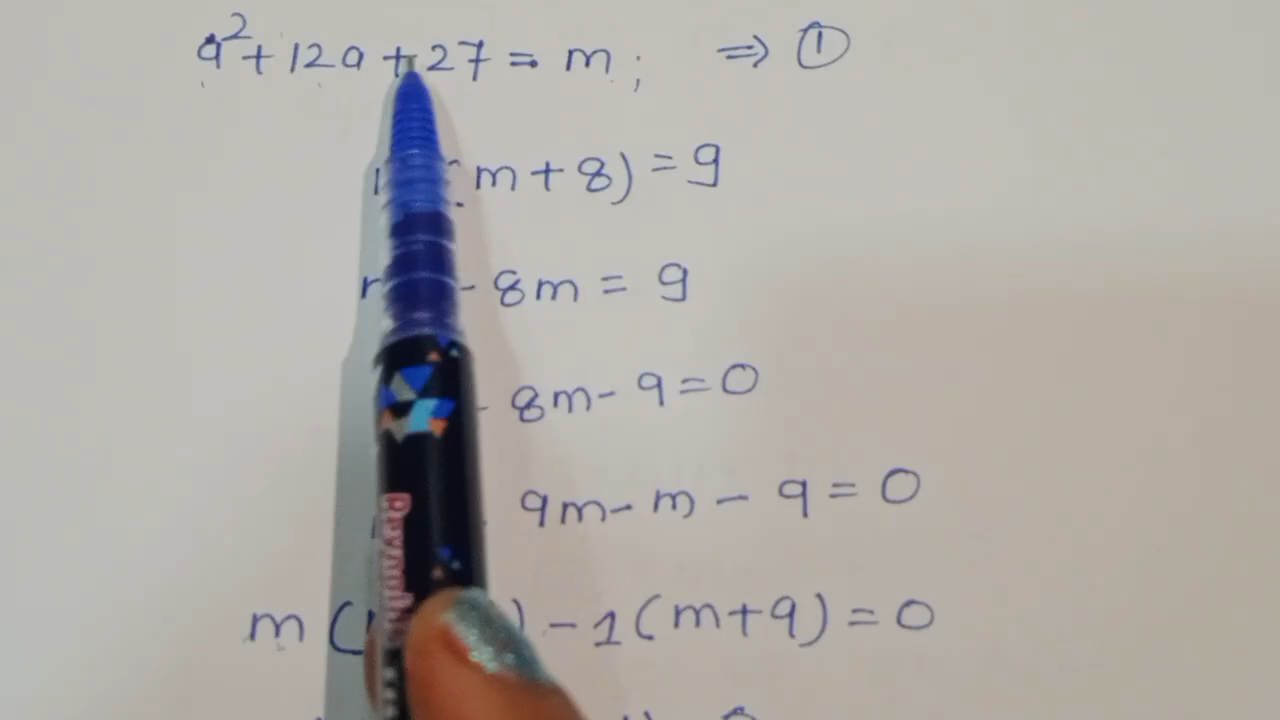 a² + 12a + 27 = m ; ⇒ ①
m + 8) = 9
- 8m = 9
- 8m - 9 = 0
9m - m - 9 = 0
m ( ) - 1 (m + 9) = 0